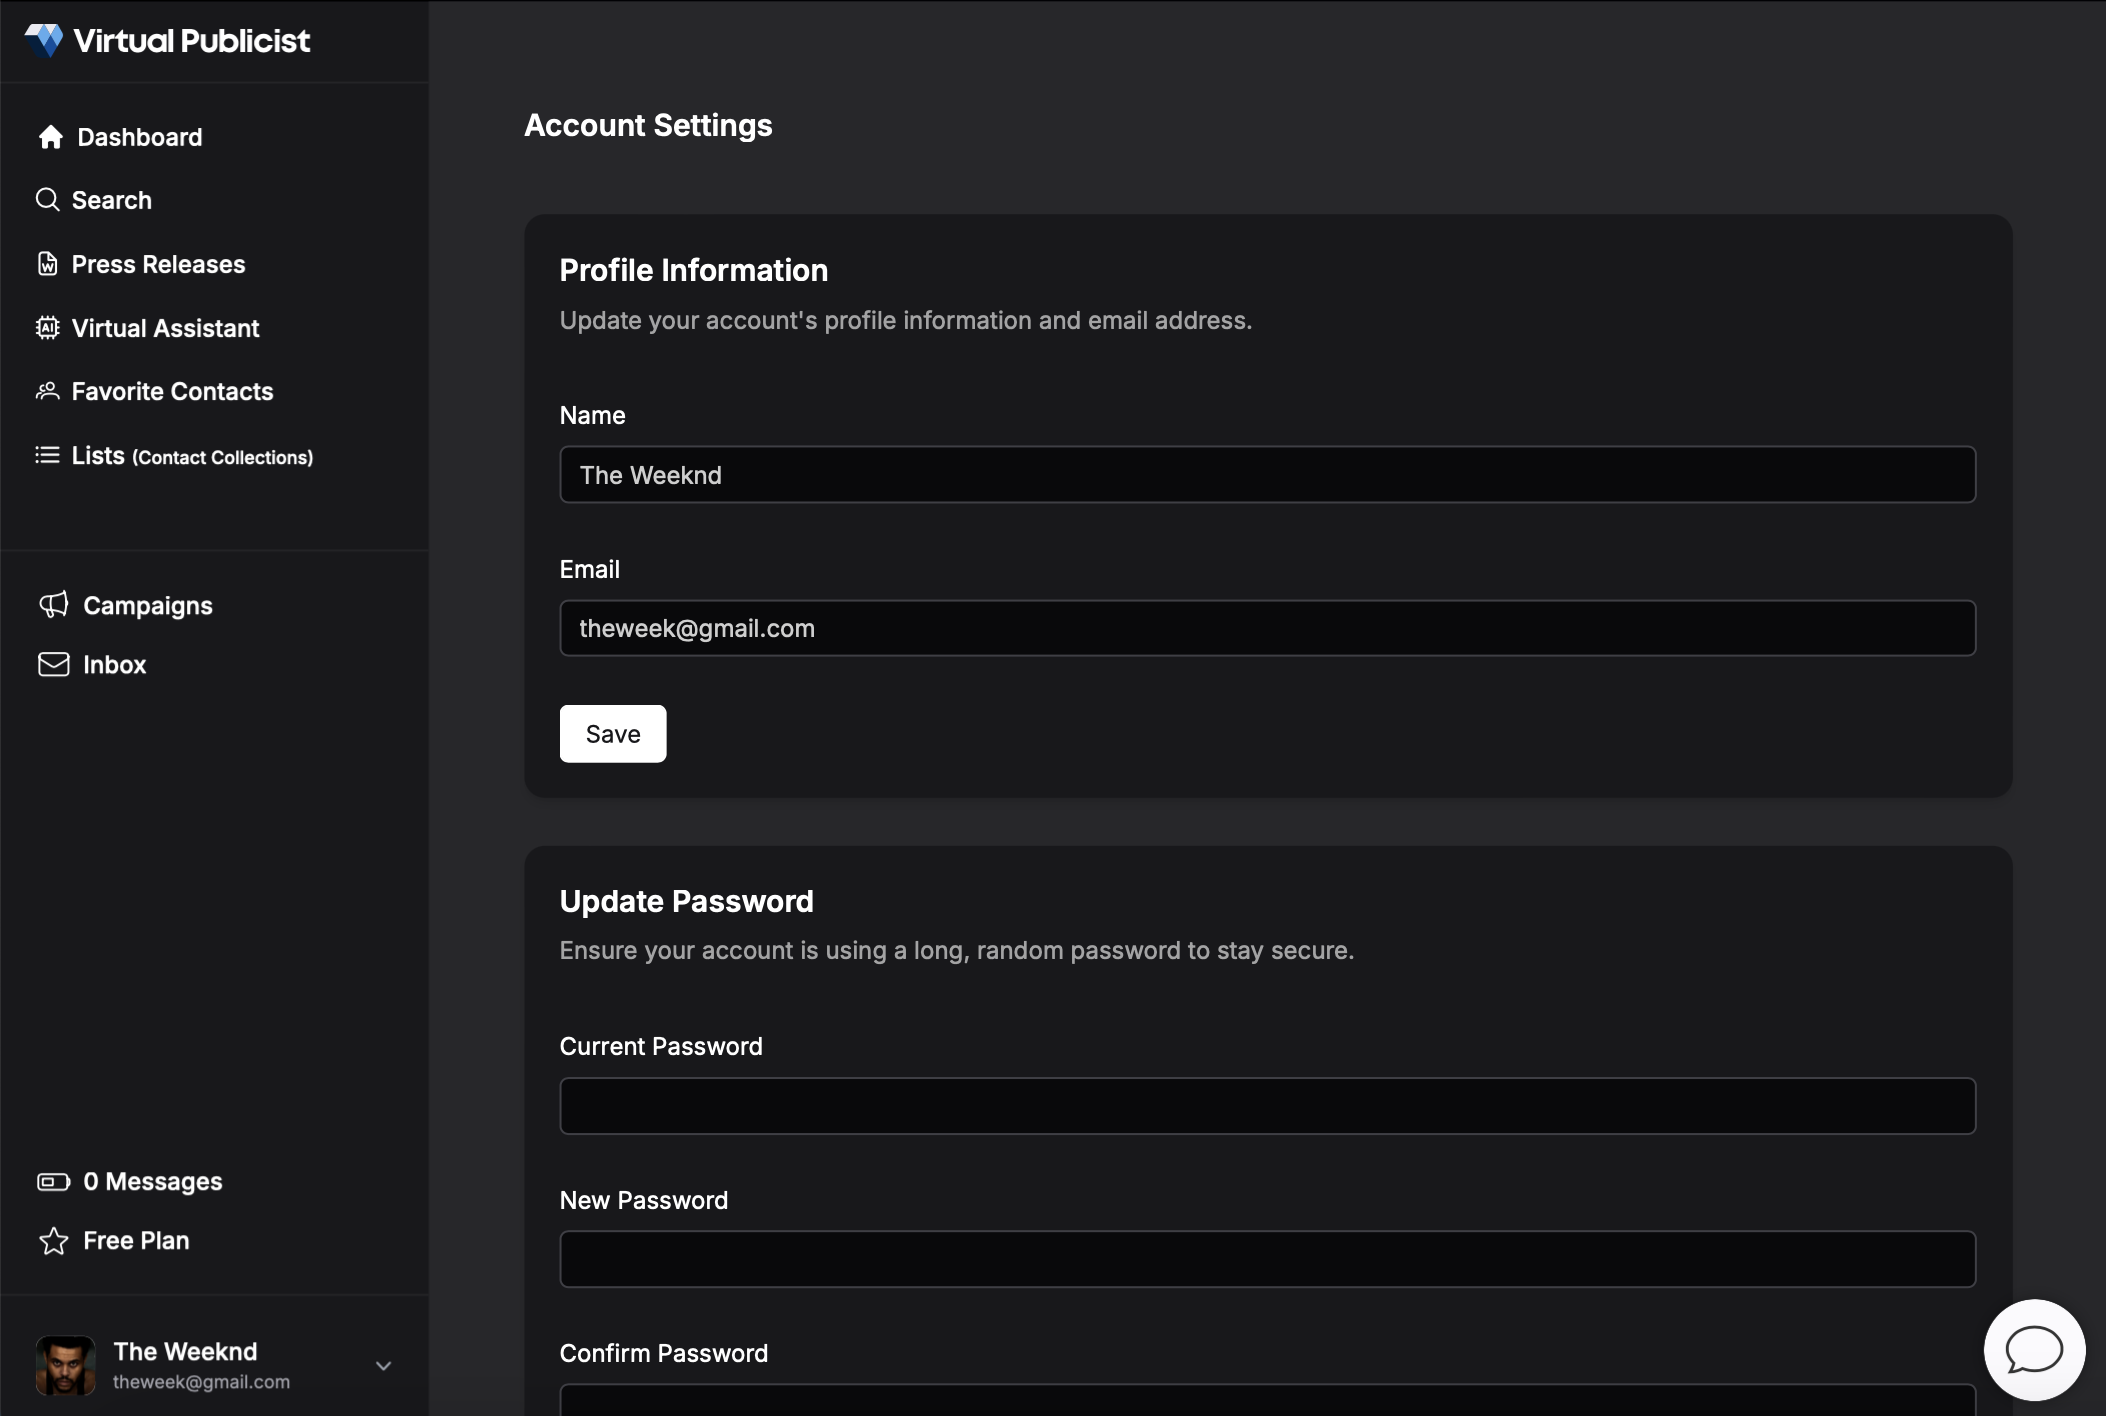 Virtual Publicist
Dashboard
Search
Press Releases
Virtual Assistant
Favorite Contacts
Lists (Contact Collections)
Campaigns
Inbox
0 Messages
Free Plan
The Weeknd
theweek@gmail.com
Account Settings
Profile Information
Update your account's profile information and email address.
Name
The Weeknd
Email
theweek@gmail.com
Save
Update Password
Ensure your account is using a long, random password to stay secure.
Current Password
New Password
Confirm Password